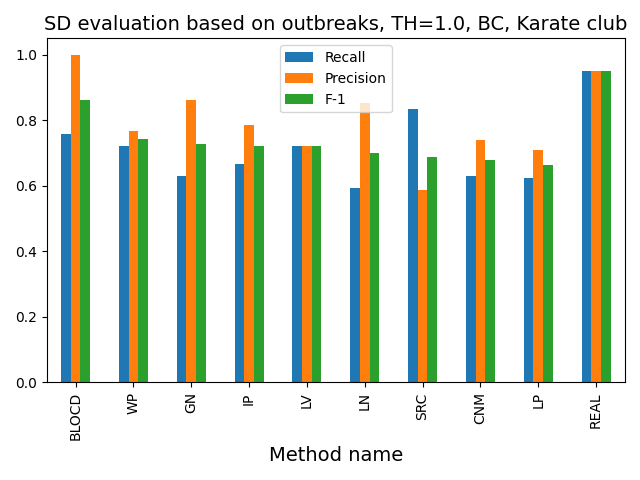 SD evaluation based on outbreaks, TH=1.0, BC, Karate club
Recall
Precision
F-1
1.0
0.8
0.6
0.4
0.2
0.0
BLOCD
WP
GN
IP
LV
LN
SRC
CNM
LP
REAL
Method name